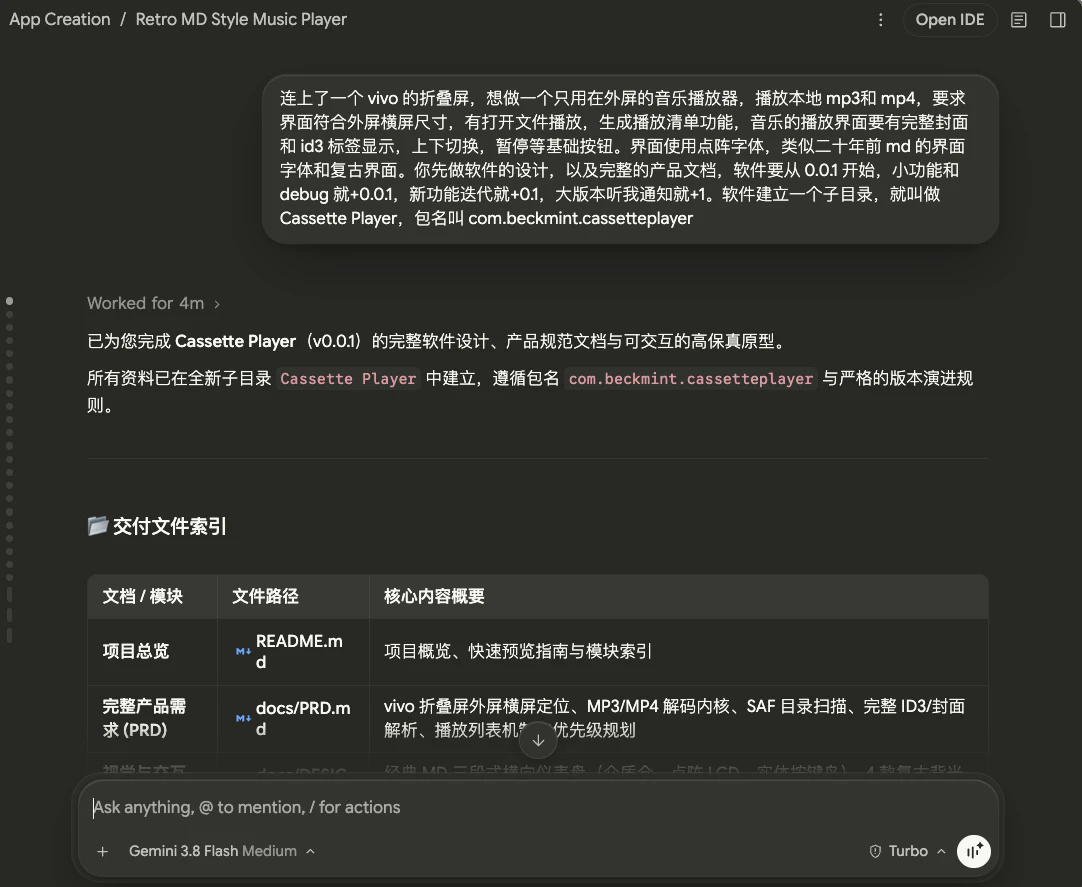 App Creation / Retro MD Style Music Player
Open IDE
连上了一个 vivo 的折叠屏，想做一个只用在外屏的音乐播放器，播放本地 mp3和 mp4，要求
界面符合外屏横屏尺寸，有打开文件播放，生成播放清单功能，音乐的播放界面要有完整封面
和 id3 标签显示，上下切换，暂停等基础按钮。界面使用点阵字体，类似二十年前 md 的界面
字体和复古界面。你先做软件的设计，以及完整的产品文档，软件要从 0.0.1 开始，小功能和
debug 就+0.0.1，新功能迭代就+0.1，大版本听我通知就+1。软件建立一个子目录，就叫做
Cassette Player，包名叫 com.beckmint.cassetteplayer
Worked for 4m
已为您完成 Cassette Player（v0.0.1）的完整软件设计、产品规范文档与可交互的高保真原型。
所有资料已在全新子目录 Cassette Player 中建立，遵循包名 com.beckmint.cassetteplayer 与严格的版本演进规
则。
交付文件索引
文档 / 模块 文件路径 核心内容概要
项目总览 README.m
d 项目概览、快速预览指南与模块索引
完整产品需
求 (PRD) docs/PRD.m
d vivo 折叠屏外屏横屏定位、MP3/MP4 解码内核、SAF 目录扫描、完整 ID3/封面
解析、播放列表机 优先级规划
Ask anything, @ to mention, / for actions
Gemini 3.8 Flash Medium
Turbo